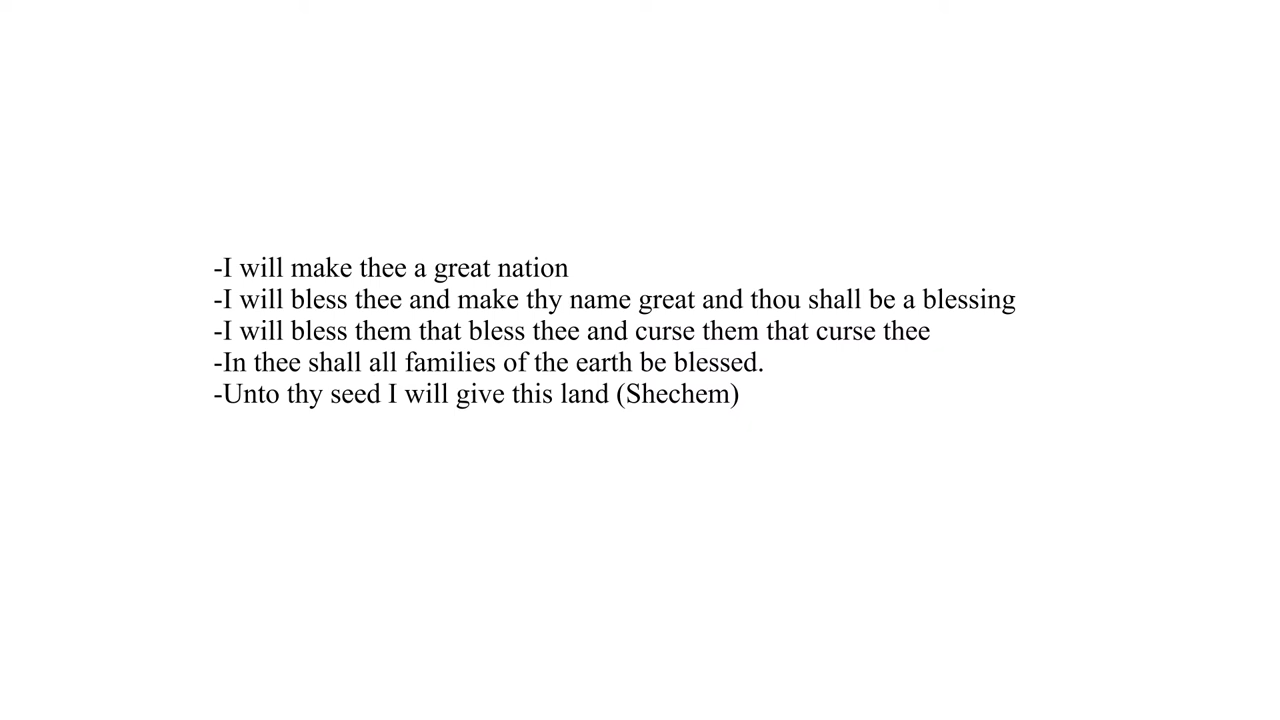 -I will make thee a great nation
-I will bless thee and make thy name great and thou shall be a blessing
-I will bless them that bless thee and curse them that curse thee
-In thee shall all families of the earth be blessed.
-Unto thy seed I will give this land (Shechem)